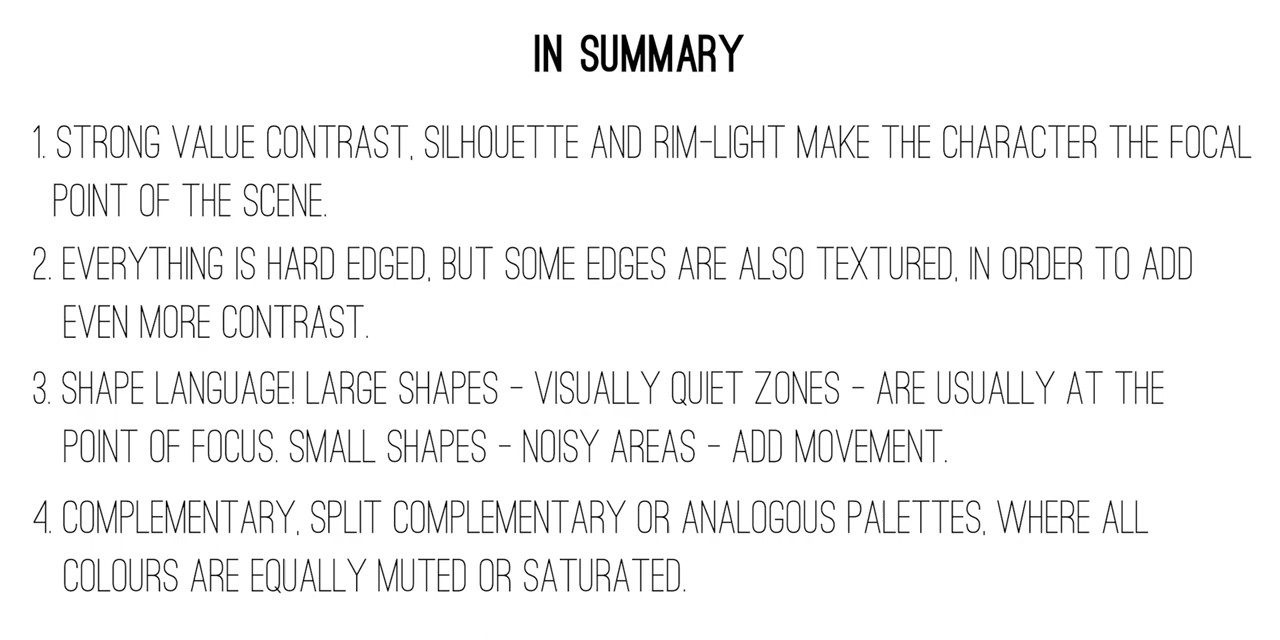 IN SUMMARY
1. STRONG VALUE CONTRAST, SILHOUETTE AND RIM-LIGHT MAKE THE CHARACTER THE FOCAL
POINT OF THE SCENE.
2. EVERYTHING IS HARD EDGED, BUT SOME EDGES ARE ALSO TEXTURED, IN ORDER TO ADD
EVEN MORE CONTRAST.
3. SHAPE LANGUAGE! LARGE SHAPES - VISUALLY QUIET ZONES - ARE USUALLY AT THE
POINT OF FOCUS. SMALL SHAPES - NOISY AREAS - ADD MOVEMENT.
4. COMPLEMENTARY, SPLIT COMPLEMENTARY OR ANALOGOUS PALETTES, WHERE ALL
COLOURS ARE EQUALLY MUTED OR SATURATED.